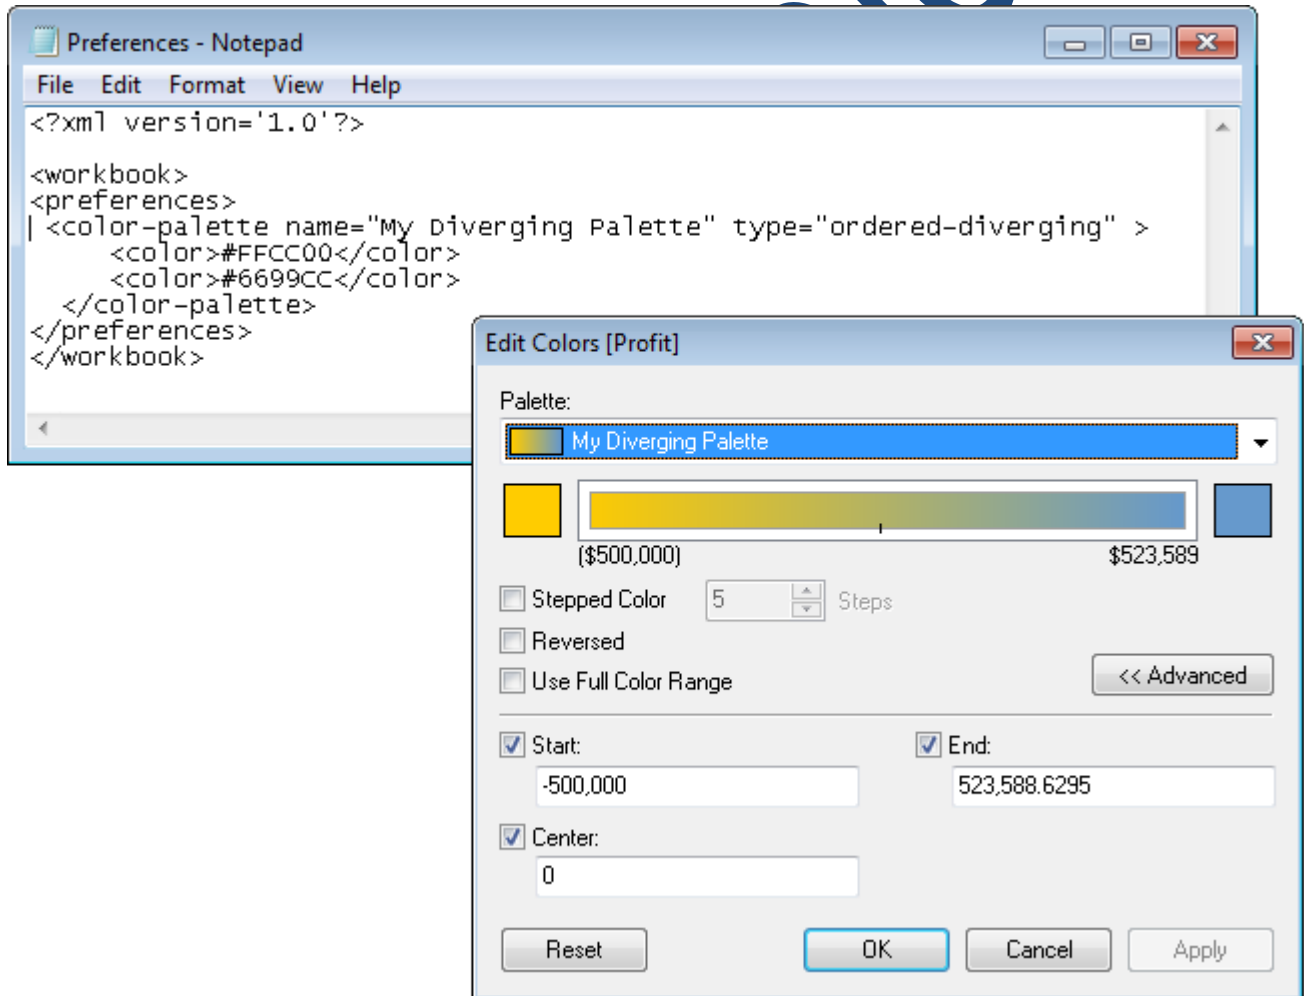 Preferences - Notepad
File Edit Format View Help
<?xml version='1.0'?>
<workbook>
<preferences>
<color-palette name="My Diverging Palette" type="ordered-diverging" >
<color>#FFCC00</color>
<color>#6699CC</color>
</color-palette>
</preferences>
</workbook>
Edit Colors [Profit]
Palette:
My Diverging Palette
($500,000) $523,589
Stepped Color 5 Steps
Reversed
Use Full Color Range
<< Advanced
Start: End:
-500,000 523,588.6295
Center:
0
Reset OK Cancel Apply